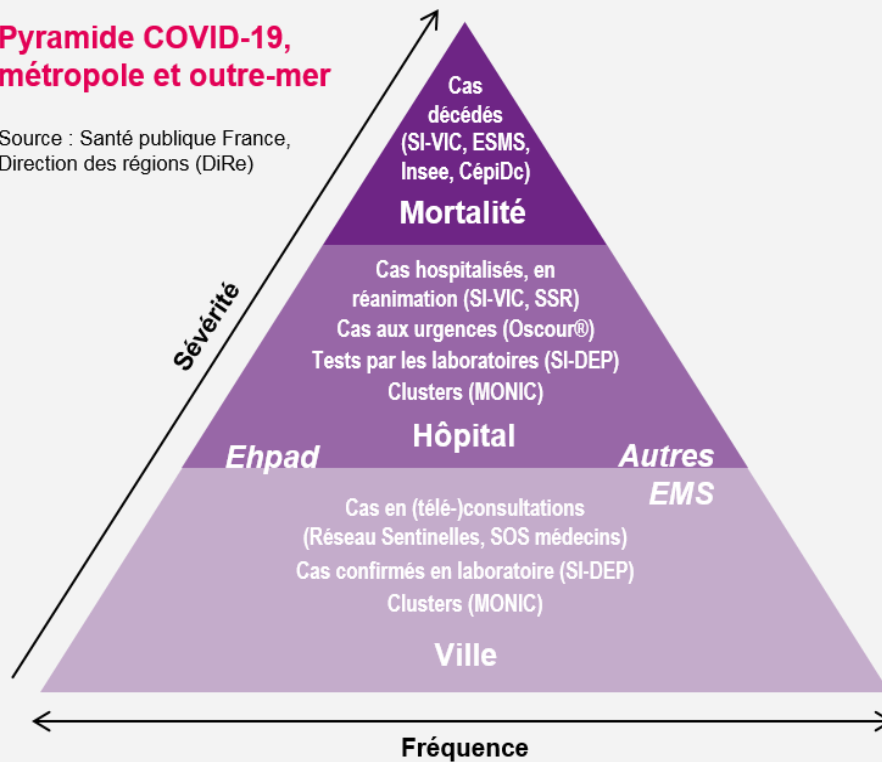 Pyramide COVID-19,
métropole et outre-mer
Source : Santé publique France,
Direction des régions (DiRe)
Cas
décédés
(SI-VIC, ESMS,
Insee, CépiDc)
Mortalité
Sévérité
Cas hospitalisés, en
réanimation (SI-VIC, SSR)
Cas aux urgences (Oscour®)
Tests par les laboratoires (SI-DEP)
Clusters (MONIC)
Hôpital
Ehpad
Autres
EMS
Cas en (télé-)consultations
(Réseau Sentinelles, SOS médecins)
Cas confirmés en laboratoire (SI-DEP)
Clusters (MONIC)
Ville
Fréquence